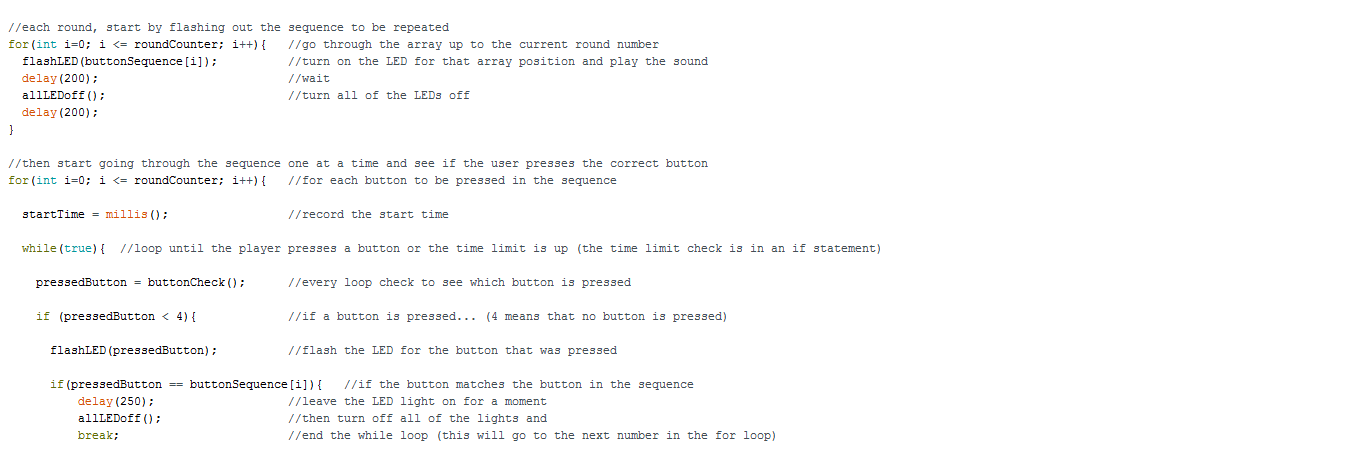 //each round, start by flashing out the sequence to be repeated
for(int i=0; i <= roundCounter; i++){   //go through the array up to the current round number
  flashLED(buttonSequence[i]);          //turn on the LED for that array position and play the sound
  delay(200);                           //wait
  allLEDoff();                          //turn all of the LEDs off
  delay(200);
}
//then start going through the sequence one at a time and see if the user presses the correct button
for(int i=0; i <= roundCounter; i++){   //for each button to be pressed in the sequence
  startTime = millis();                 //record the start time
  while(true){  //loop until the player presses a button or the time limit is up (the time limit check is in an if statement)
    pressedButton = buttonCheck();      //every loop check to see which button is pressed
    if (pressedButton < 4){             //if a button is pressed... (4 means that no button is pressed)
      flashLED(pressedButton);          //flash the LED for the button that was pressed
      if(pressedButton == buttonSequence[i]){   //if the button matches the button in the sequence
          delay(250);                   //leave the LED light on for a moment
          allLEDoff();                  //then turn off all of the lights and
          break;                        //end the while loop (this will go to the next number in the for loop)